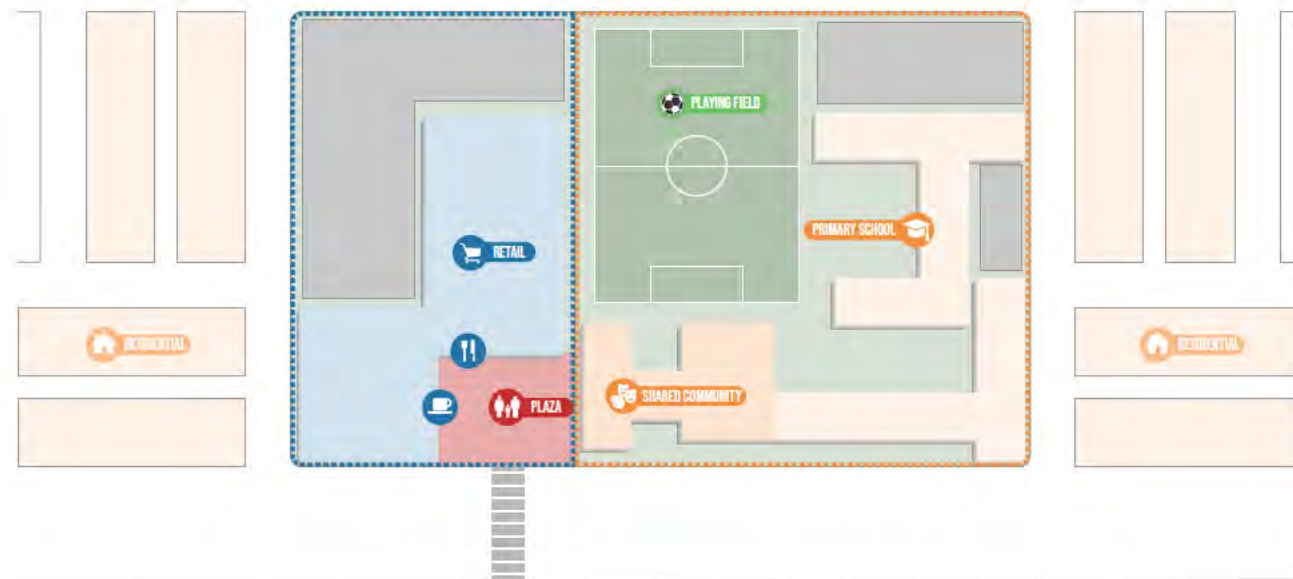 PLAYING FIELD
PRIMARY SCHOOL
RETAIL
RESIDENTIAL
RESIDENTIAL
SHARED COMMUNITY
PLAZA